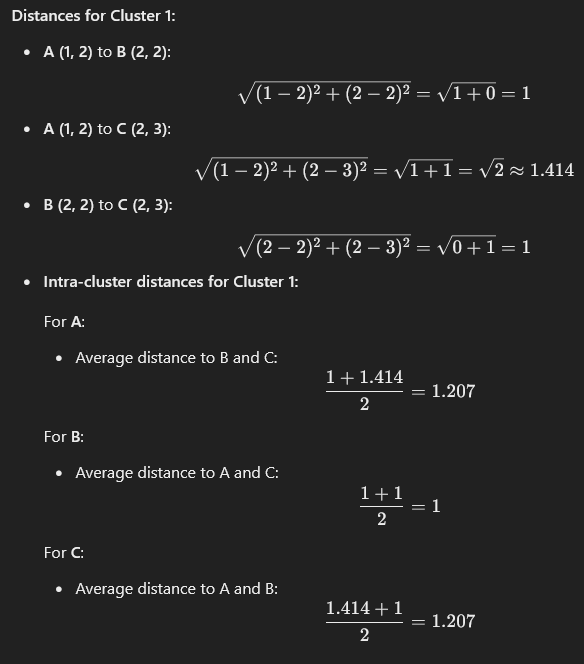 Distances for Cluster 1:
• A (1, 2) to B (2, 2):
√(1 − 2)² + (2 − 2)² = √1 + 0 = 1
• A (1, 2) to C (2, 3):
√(1 − 2)² + (2 − 3)² = √1 + 1 = √2 ≈ 1.414
• B (2, 2) to C (2, 3):
√(2 − 2)² + (2 − 3)² = √0 + 1 = 1
• Intra-cluster distances for Cluster 1:
For A:
• Average distance to B and C:
1 + 1.414
2
= 1.207
For B:
• Average distance to A and C:
1 + 1
2
= 1
For C:
• Average distance to A and B:
1.414 + 1
2
= 1.207